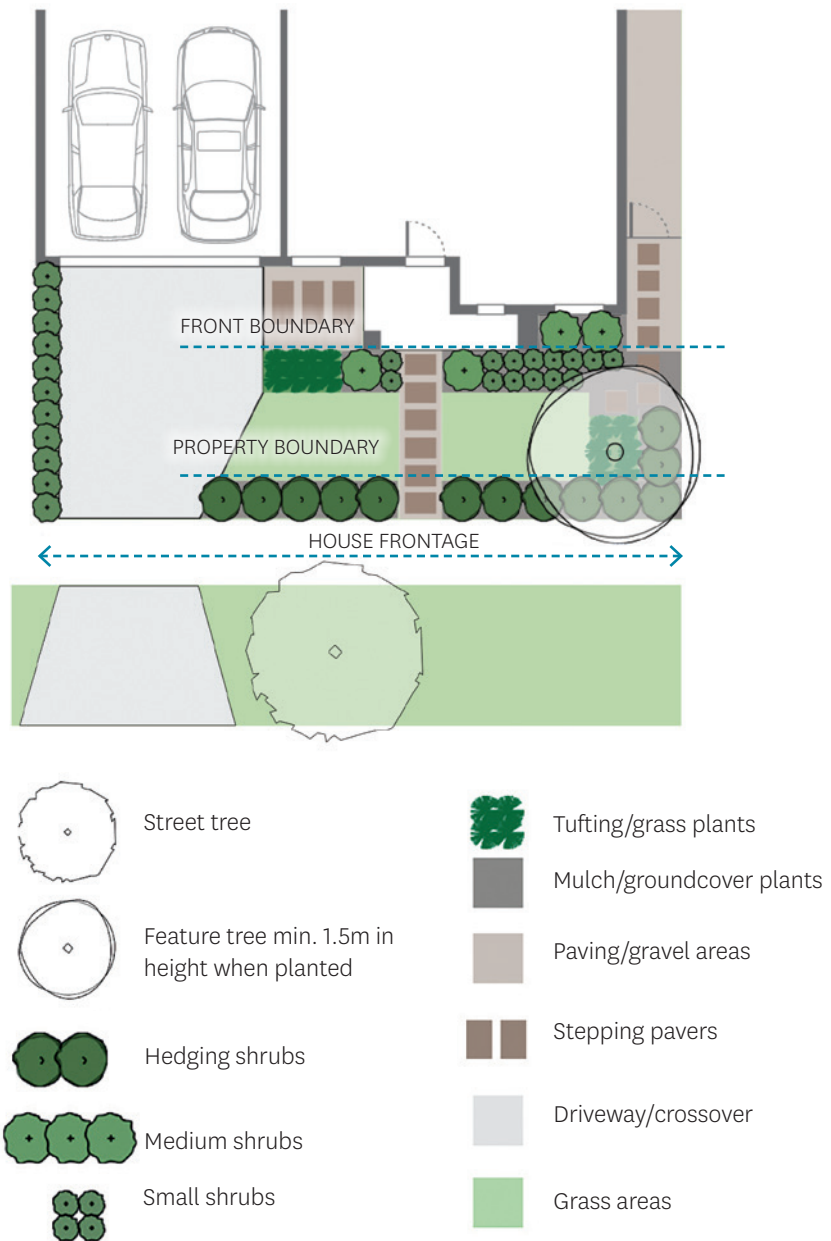 FRONT BOUNDARY
PROPERTY BOUNDARY
HOUSE FRONTAGE
Street tree
Feature tree min. 1.5m in
height when planted
Hedging shrubs
Medium shrubs
Small shrubs
Tufting/grass plants
Mulch/groundcover plants
Paving/gravel areas
Stepping pavers
Driveway/crossover
Grass areas